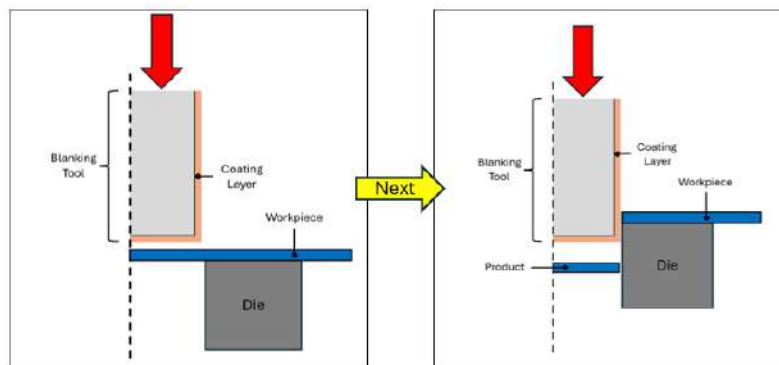 Blanking
Tool
Coating
Layer
Workpiece
Die
Next
Blanking
Tool
Coating
Layer
Workpiece
Product
Die